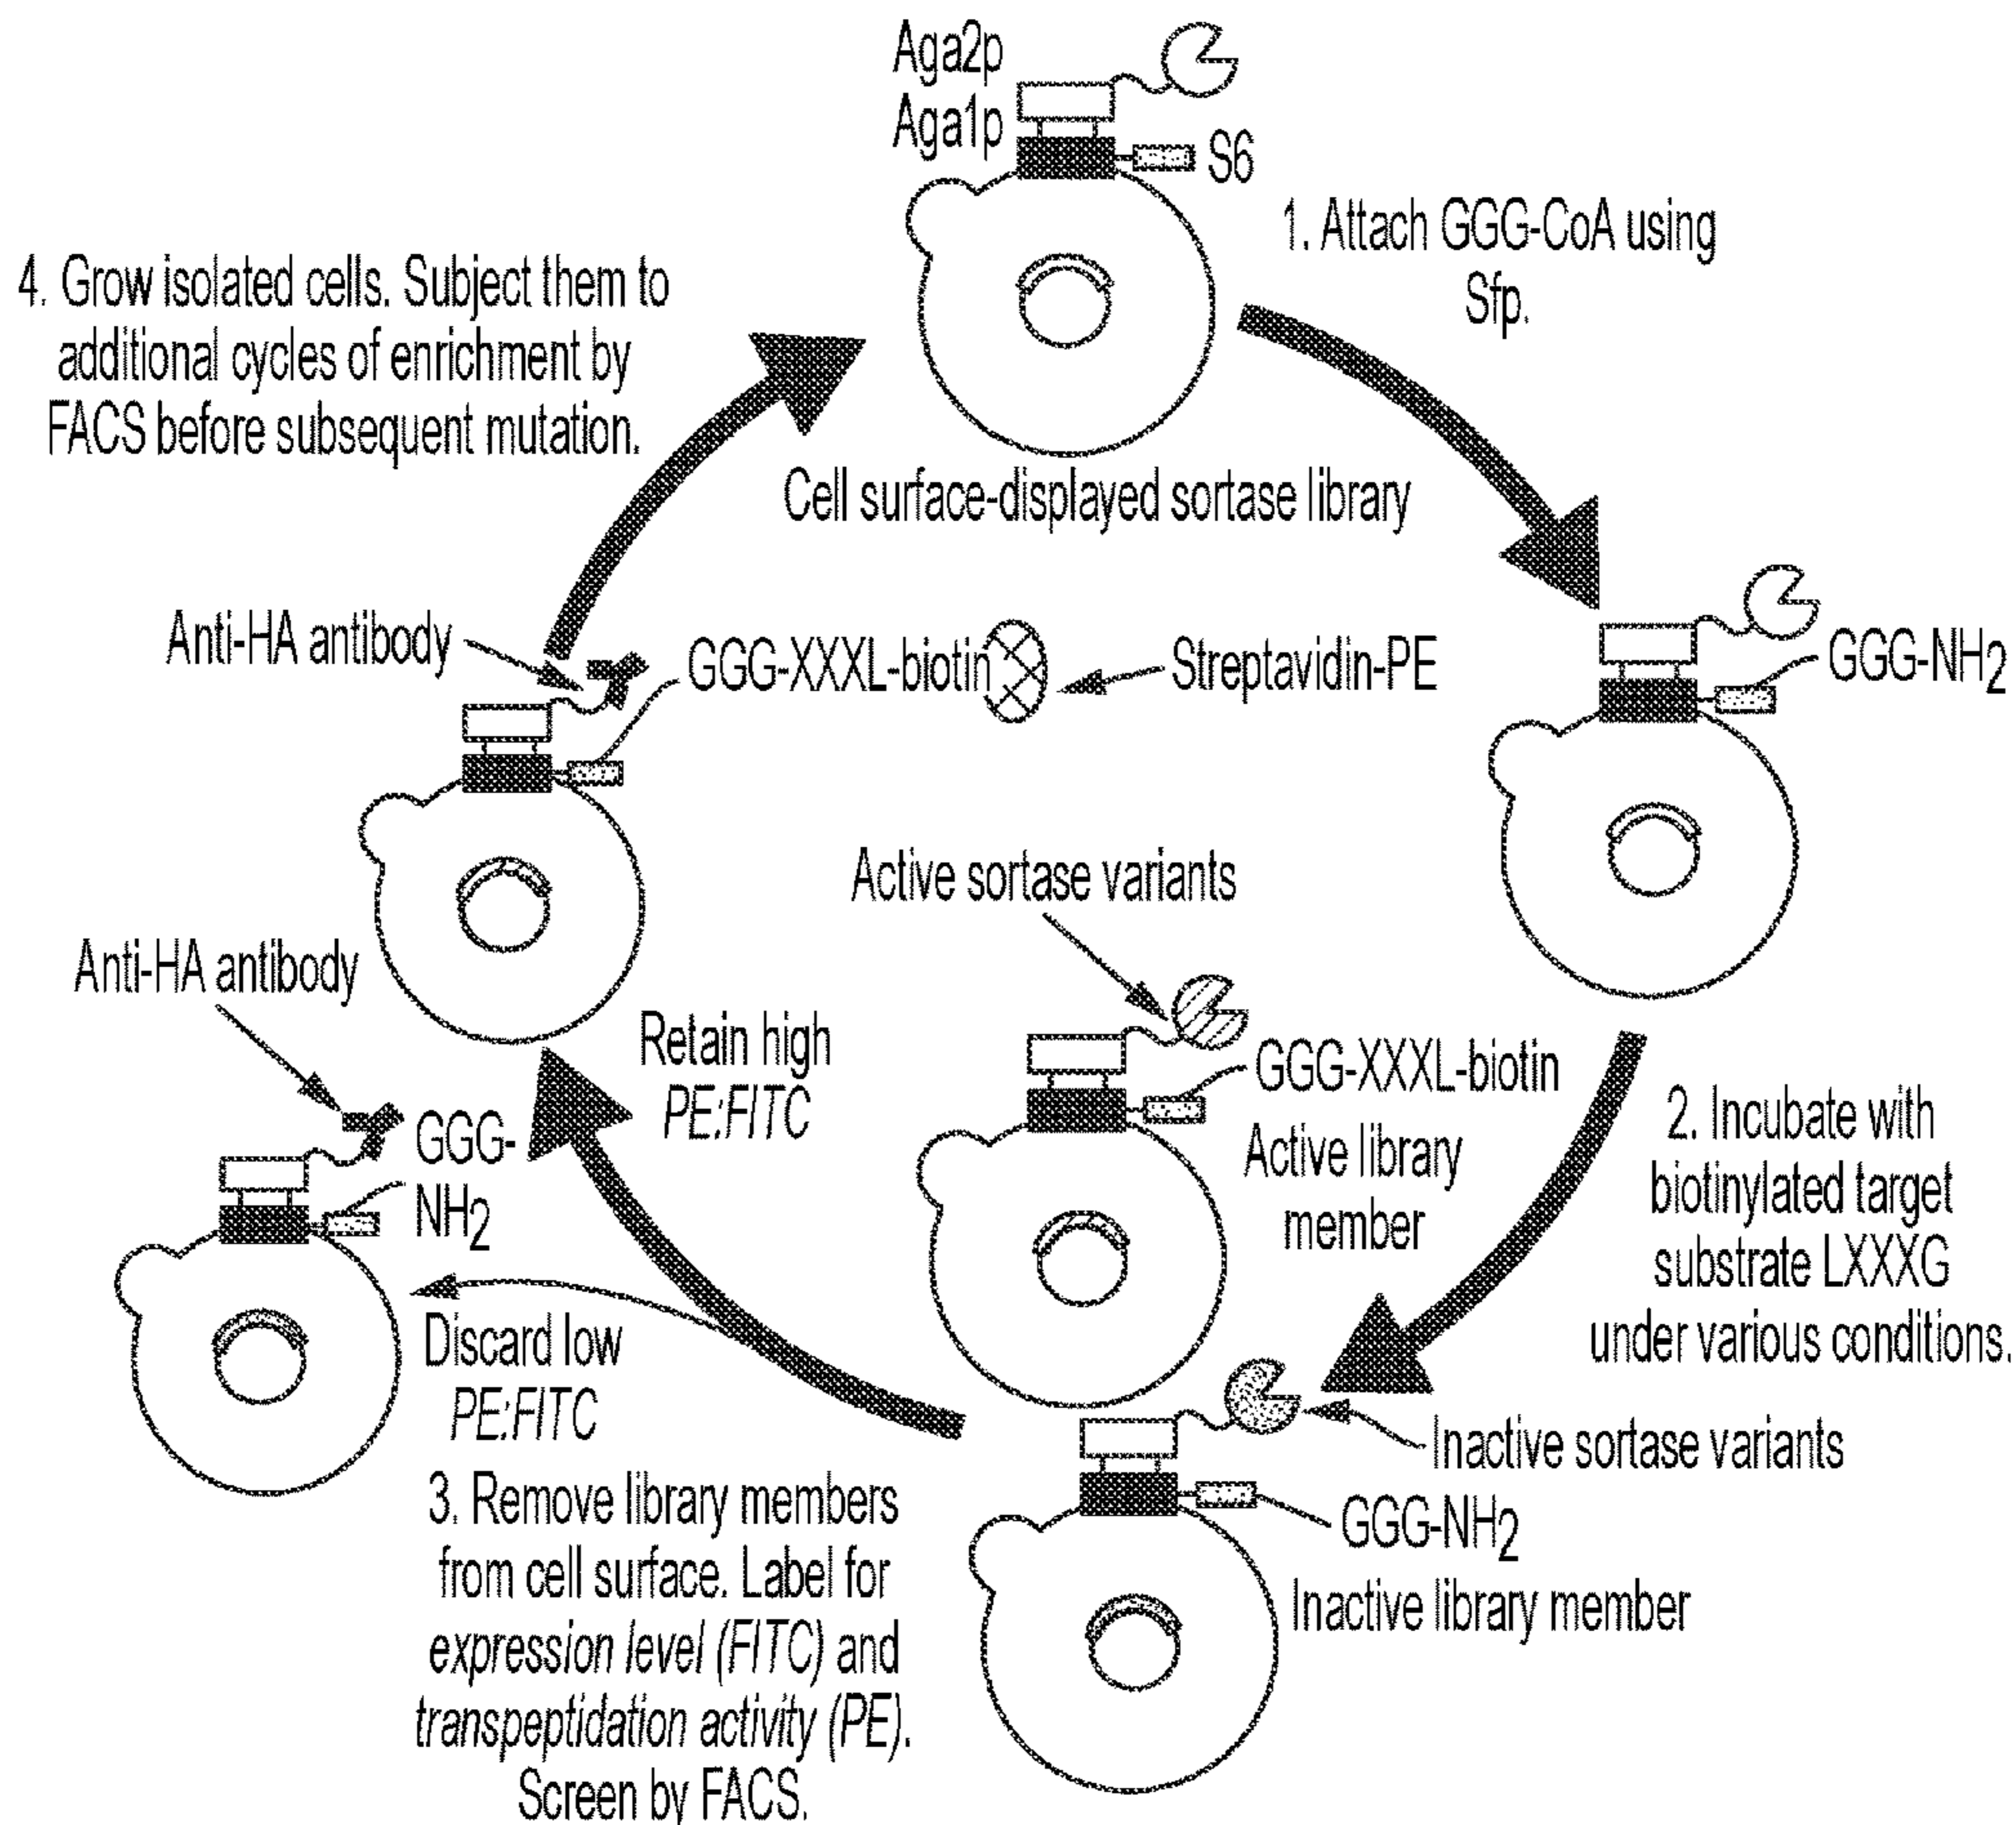 Aga2p
Aga1p
S6
1. Attach GGG-CoA using
Sfp.
4. Grow isolated cells. Subject them to
additional cycles of enrichment by
FACS before subsequent mutation.
Cell surface-displayed sortase library
Anti-HA antibody
GGG-XXXL-biotin
Streptavidin-PE
GGG-NH2
Active sortase variants
Anti-HA antibody
Retain high
PE:FITC
GGG-XXXL-biotin
Active library
member
2. Incubate with
biotinylated target
substrate LXXXG
under various conditions.
GGG-
NH2
Discard low
PE:FITC
Inactive sortase variants
3. Remove library members
from cell surface. Label for
expression level (FITC) and
transpeptidation activity (PE).
Screen by FACS.
GGG-NH2
Inactive library member